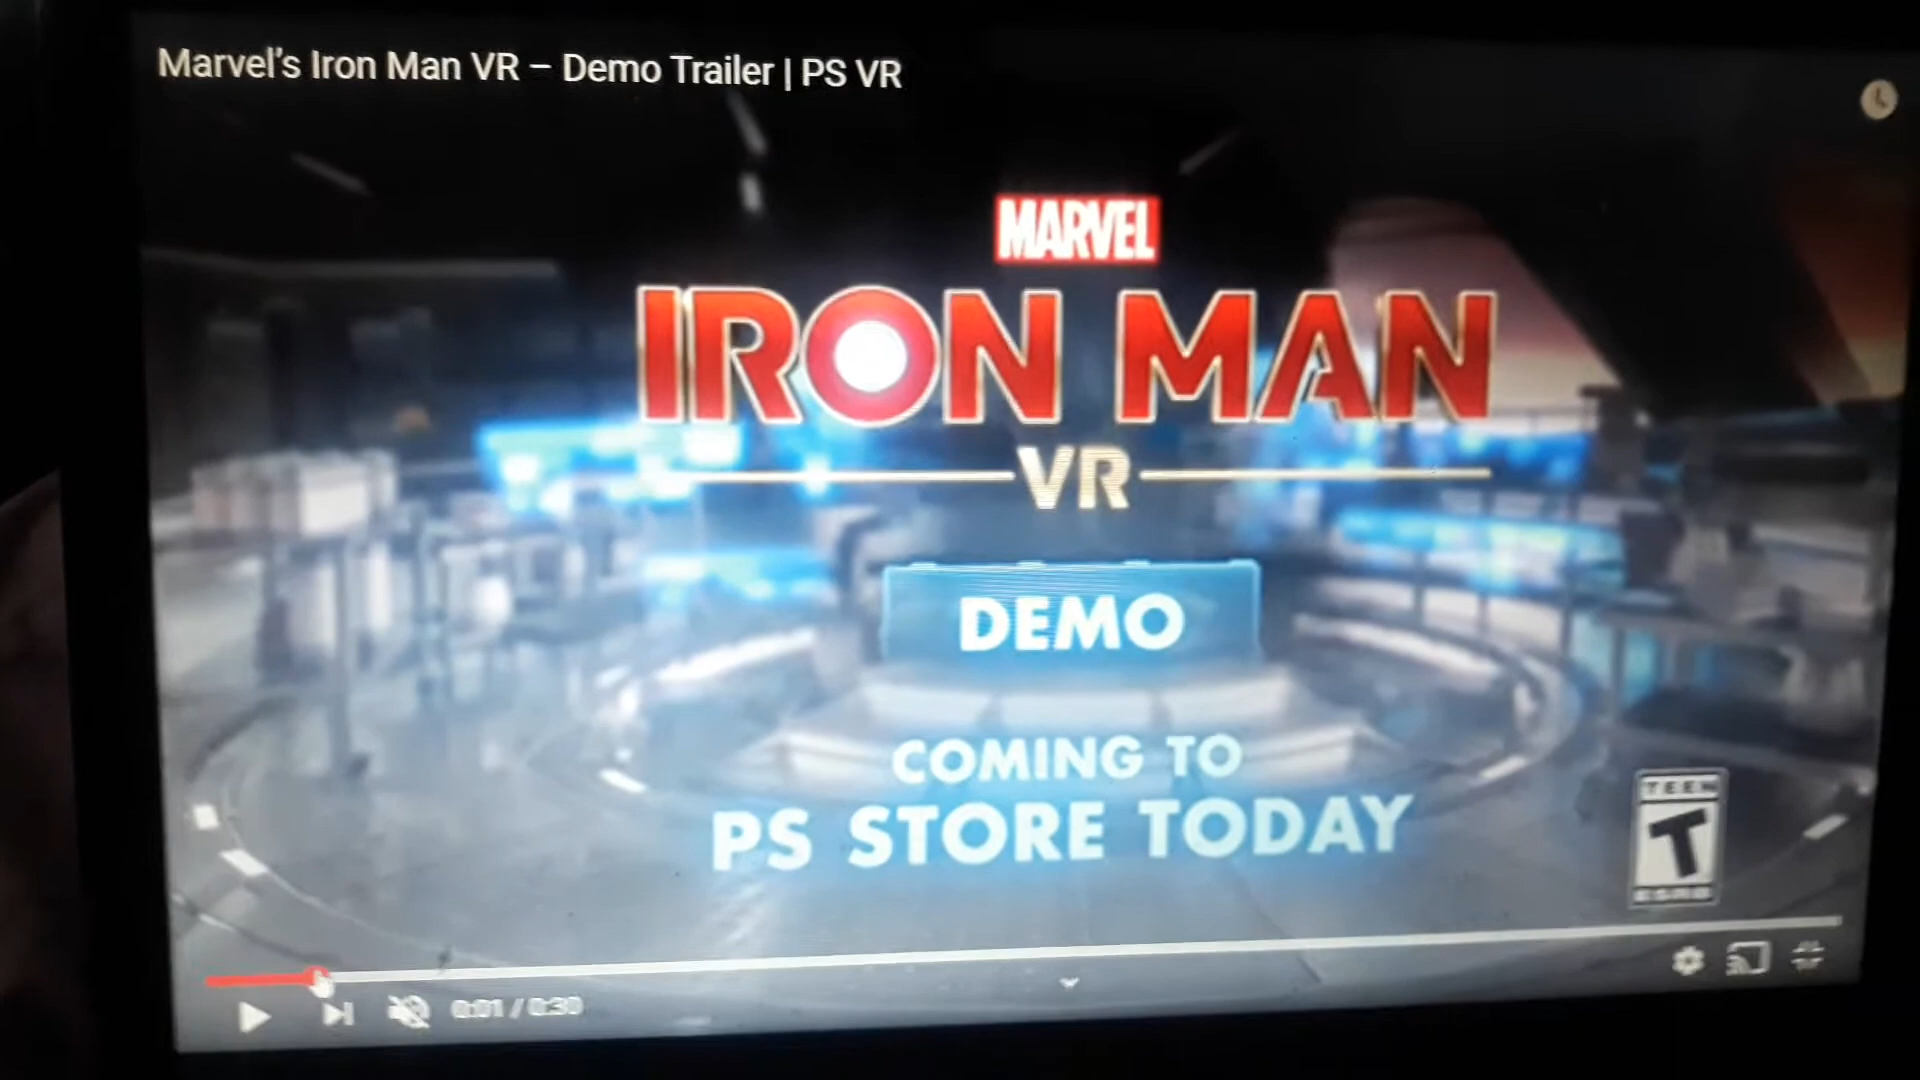 Marvel's Iron Man VR – Demo Trailer | PS VR
MARVEL
IRON MAN
VR
DEMO
COMING TO
PS STORE TODAY
TEEN
T
ESRB
0:01 / 0:30